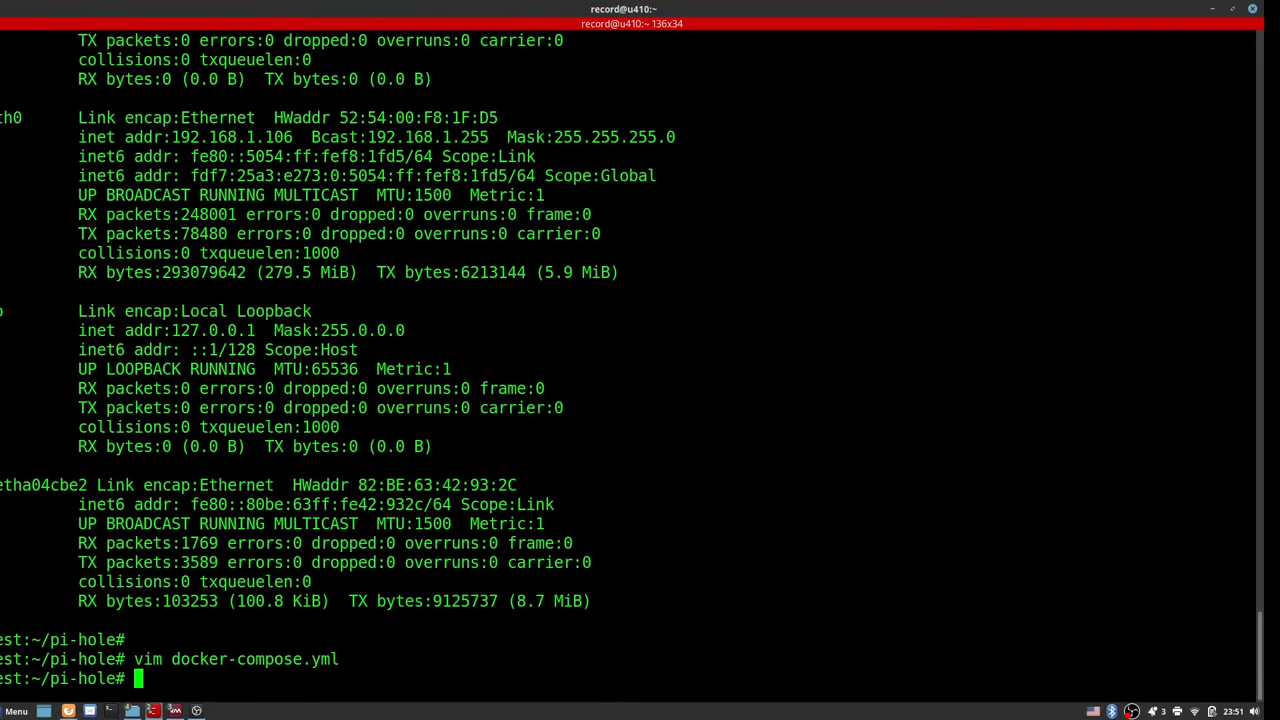 record@u410:~
record@u410:~ 136x34
TX packets:0 errors:0 dropped:0 overruns:0 carrier:0
collisions:0 txqueuelen:0
RX bytes:0 (0.0 B)  TX bytes:0 (0.0 B)
th0 Link encap:Ethernet  HWaddr 52:54:00:F8:1F:D5
inet addr:192.168.1.106  Bcast:192.168.1.255  Mask:255.255.255.0
inet6 addr: fe80::5054:ff:fef8:1fd5/64 Scope:Link
inet6 addr: fdf7:25a3:e273:0:5054:ff:fef8:1fd5/64 Scope:Global
UP BROADCAST RUNNING MULTICAST  MTU:1500  Metric:1
RX packets:248001 errors:0 dropped:0 overruns:0 frame:0
TX packets:78480 errors:0 dropped:0 overruns:0 carrier:0
collisions:0 txqueuelen:1000
RX bytes:293079642 (279.5 MiB)  TX bytes:6213144 (5.9 MiB)
o Link encap:Local Loopback
inet addr:127.0.0.1  Mask:255.0.0.0
inet6 addr: ::1/128 Scope:Host
UP LOOPBACK RUNNING  MTU:65536  Metric:1
RX packets:0 errors:0 dropped:0 overruns:0 frame:0
TX packets:0 errors:0 dropped:0 overruns:0 carrier:0
collisions:0 txqueuelen:1000
RX bytes:0 (0.0 B)  TX bytes:0 (0.0 B)
etha04cbe2 Link encap:Ethernet  HWaddr 82:BE:63:42:93:2C
inet6 addr: fe80::80be:63ff:fe42:932c/64 Scope:Link
UP BROADCAST RUNNING MULTICAST  MTU:1500  Metric:1
RX packets:1769 errors:0 dropped:0 overruns:0 frame:0
TX packets:3589 errors:0 dropped:0 overruns:0 carrier:0
collisions:0 txqueuelen:0
RX bytes:103253 (100.8 KiB)  TX bytes:9125737 (8.7 MiB)
est:~/pi-hole#
est:~/pi-hole# vim docker-compose.yml
est:~/pi-hole#
Menu 4 2 3 3 23:51